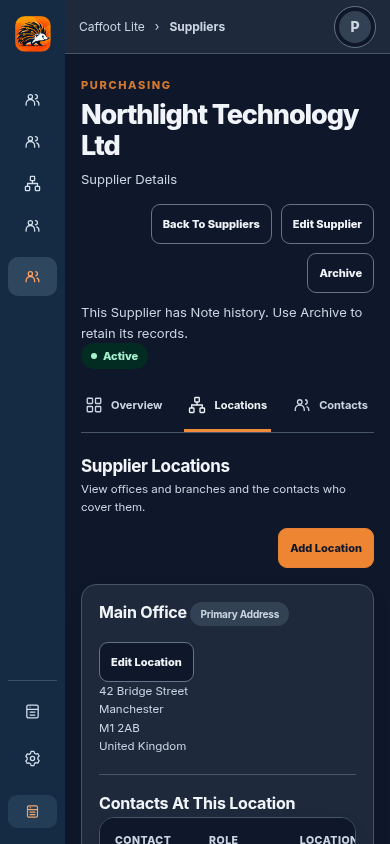 Caffoot Lite › Suppliers
P
PURCHASING
Northlight Technology
Ltd
Supplier Details
Back To Suppliers
Edit Supplier
Archive
This Supplier has Note history. Use Archive to
retain its records.
Active
Overview
Locations
Contacts
Supplier Locations
View offices and branches and the contacts who
cover them.
Add Location
Main Office
Primary Address
Edit Location
42 Bridge Street
Manchester
M1 2AB
United Kingdom
Contacts At This Location
CONTACT ROLE LOCATION